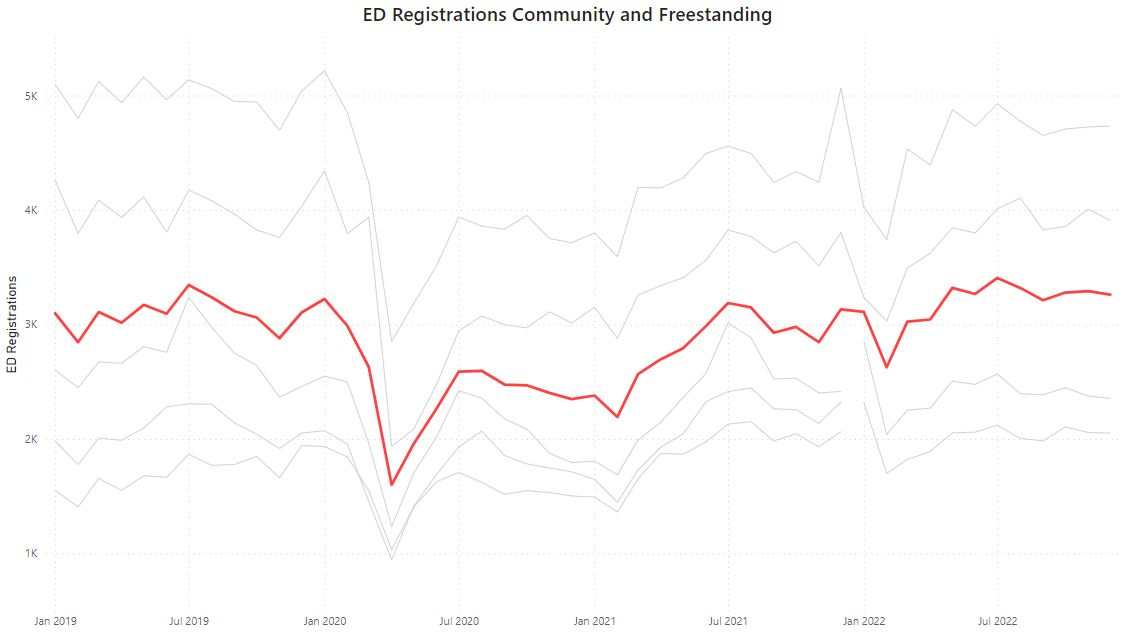 ED Registrations Community and Freestanding
5K
4K
3K
2K
1K
ED Registrations
Jan 2019 Jul 2019 Jan 2020 Jul 2020 Jan 2021 Jul 2021 Jan 2022 Jul 2022